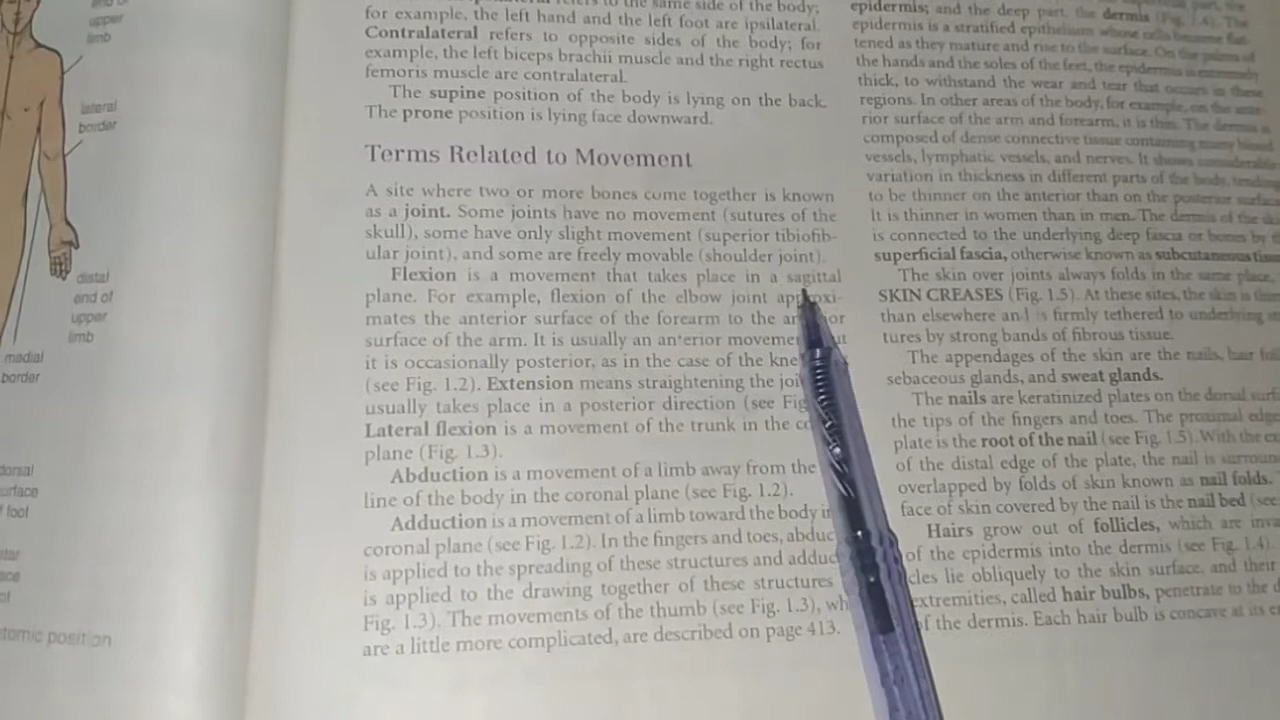 upper
limb
lateral
border
distal
end of
upper
limb
medial
border
dorsal
surface
foot
tomic position
to the same side of the body;
for example, the left hand and the left foot are ipsilateral.
Contralateral refers to opposite sides of the body; for
example, the left biceps brachii muscle and the right rectus
femoris muscle are contralateral.
The supine position of the body is lying on the back.
The prone position is lying face downward.
Terms Related to Movement
A site where two or more bones come together is known
as a joint. Some joints have no movement (sutures of the
skull), some have only slight movement (superior tibiofib-
ular joint), and some are freely movable (shoulder joint).
Flexion is a movement that takes place in a sagittal
plane. For example, flexion of the elbow joint approxi-
mates the anterior surface of the forearm to the
surface of the arm. It is usually an anterior
it is occasionally posterior, as in the case of the
(see Fig. 1.2). Extension means straightening the
usually takes place in a posterior direction (see
Lateral flexion is a movement of the trunk in the
plane (Fig. 1.3).
Abduction is a movement of a limb away from the
line of the body in the coronal plane (see Fig. 1.2).
Adduction is a movement of a limb toward the body
coronal plane (see Fig. 1.2). In the fingers and toes,
is applied to the spreading of these structures and
is applied to the drawing together of these structures
Fig. 1.3). The movements of the thumb (see Fig. 1.3),
are a little more complicated, are described on page 413.
epidermis; and the deep part, the dermis (Fig. 1.4). The
epidermis is a stratified epithelium whose cells become flat-
tened as they mature and rise to the surface. On the palms of
the hands and the soles of the feet, the epidermis is extremely
thick, to withstand the wear and tear that occurs in these
regions. In other areas of the body, for example, on the ante-
rior surface of the arm and forearm, it is thin. The dermis is
composed of dense connective tissue containing many blood
vessels, lymphatic vessels, and nerves. It shows considerable
variation in thickness in different parts of the body, tending
to be thinner on the anterior than on the posterior surface.
It is thinner in women than in men. The dermis of the
is connected to the underlying deep fascia or bones by
superficial fascia, otherwise known as subcutaneous
The skin over joints always folds in the same place,
SKIN CREASES (Fig. 1.5). At these sites, the skin is
than elsewhere and is firmly tethered to underlying
tures by strong bands of fibrous tissue.
The appendages of the skin are the nails, hair
sebaceous glands, and sweat glands.
The nails are keratinized plates on the dorsal
the tips of the fingers and toes. The proximal edge
plate is the root of the nail (see Fig. 1.5). With the
of the distal edge of the plate, the nail is
overlapped by folds of skin known as nail folds.
face of skin covered by the nail is the nail bed (see
Hairs grow out of follicles, which are
of the epidermis into the dermis (see Fig. 1.4).
cles lie obliquely to the skin surface, and their
extremities, called hair bulbs, penetrate to the
of the dermis. Each hair bulb is concave at its